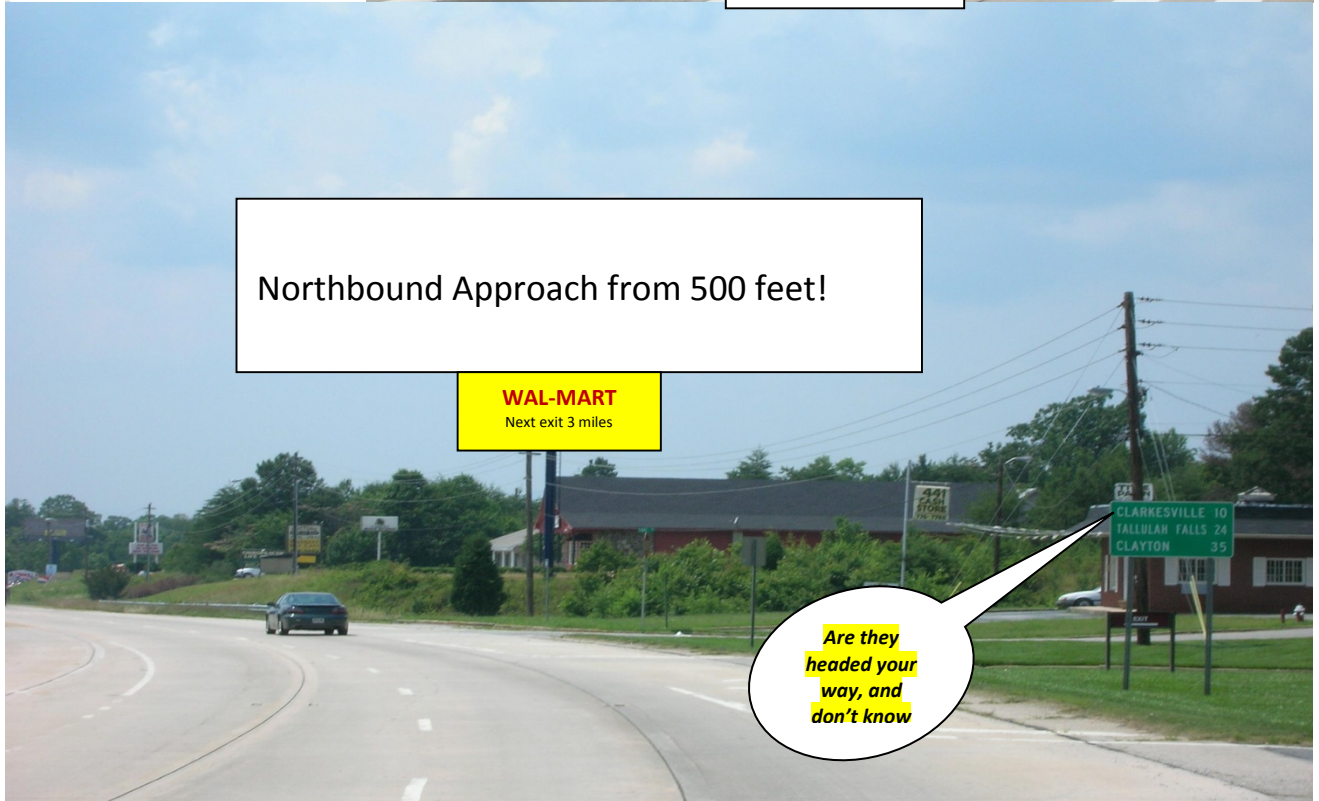 Northbound Approach from 500 feet!
WAL-MART
Next exit 3 miles
441
CASH
STORE
CLARKESVILLE 10
TALLULAH FALLS 24
CLAYTON 35
EXIT
Are they
headed your
way, and
don’t know